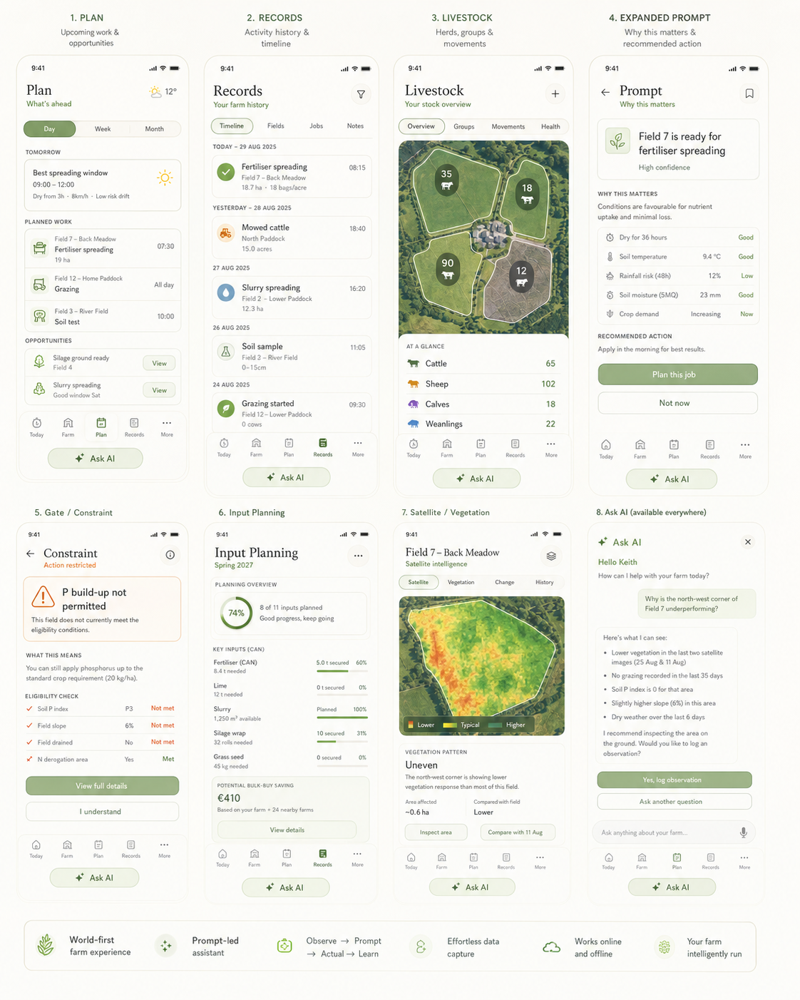 1. PLAN
Upcoming work &
opportunities
9:41
Plan
What's ahead
12°
Day
Week
Month
TOMORROW
Best spreading window
09:00 – 12:00
Dry from 3h · 8km/h · Low risk drift
PLANNED WORK
Field 7 – Back Meadow
Fertiliser spreading
19 ha
07:30
Field 12 – Home Paddock
Grazing
All day
Field 3 – River Field
Soil test
10:00
OPPORTUNITIES
Silage ground ready
Field 4
View
Slurry spreading
Good window Sat
View
Today
Farm
Plan
Records
More
Ask AI
2. RECORDS
Activity history &
timeline
9:41
Records
Your farm history
Timeline
Fields
Jobs
Notes
TODAY – 29 AUG 2025
Fertiliser spreading
08:15
Field 7 – Back Meadow
18.7 ha · 18 bags/acre
YESTERDAY – 28 AUG 2025
Mowed cattle
18:40
North Paddock
15.0 acres
27 AUG 2025
Slurry spreading
16:20
Field 2 – Lower Paddock
12.3 ha
26 AUG 2025
Soil sample
11:05
Field 2 – River Field
0–15cm
24 AUG 2025
Grazing started
09:30
Field 12 – Lower Paddock
0 cows
Today
Farm
Plan
Records
More
Ask AI
3. LIVESTOCK
Herds, groups &
movements
9:41
Livestock
Your stock overview
Overview
Groups
Movements
Health
35
18
90
12
AT A GLANCE
Cattle
65
Sheep
102
Calves
18
Weanlings
22
Today
Farm
Plan
Records
More
Ask AI
4. EXPANDED PROMPT
Why this matters &
recommended action
9:41
Prompt
Why this matters
Field 7 is ready for
fertiliser spreading
High confidence
WHY THIS MATTERS
Conditions are favourable for nutrient
uptake and minimal loss.
Dry for 36 hours
Good
Soil temperature
9.4 °C
Good
Rainfall risk (48h)
12%
Low
Soil moisture (5MQ)
23 mm
Good
Crop demand
Increasing
Now
RECOMMENDED ACTION
Apply in the morning for best results.
Plan this job
Not now
Today
Farm
Plan
Records
More
Ask AI
5. Gate / Constraint
9:41
Constraint
Action restricted
P build-up not
permitted
This field does not currently meet the
eligibility conditions.
WHAT THIS MEANS
You can still apply phosphorus up to the
standard crop requirement (20 kg/ha).
ELIGIBILITY CHECK
Soil P index
P3
Not met
Field slope
6%
Not met
Field drained
No
Not met
N derogation area
Yes
Met
View full details
I understand
Today
Farm
Plan
Records
More
Ask AI
6. Input Planning
9:41
Input Planning
Spring 2027
PLANNING OVERVIEW
74%
8 of 11 inputs planned
Good progress, keep going
KEY INPUTS (CAN)
Fertiliser (CAN)
5.0 t secured
60%
8.4 t needed
Lime
0 t secured
0%
12 t needed
Slurry
Planned
100%
1,250 m³ available
Silage wrap
10 secured
31%
32 rolls needed
Grass seed
0 secured
0%
45 kg needed
POTENTIAL BULK-BUY SAVING
€410
Based on your farm + 24 nearby farms
View details
Today
Farm
Plan
Records
More
Ask AI
7. Satellite / Vegetation
9:41
Field 7 – Back Meadow
Satellite intelligence
Satellite
Vegetation
Change
History
Lower
Typical
Higher
VEGETATION PATTERN
Uneven
The north-west corner is showing lower
vegetation response than most of this field.
Area affected
~0.6 ha
Compared with field
Lower
Inspect area
Compare with 11 Aug
Today
Farm
Plan
Records
More
Ask AI
8. Ask AI (available everywhere)
Ask AI
Hello Keith
How can I help with your farm today?
Why is the north-west corner of
Field 7 underperforming?
Here's what I can see:
• Lower vegetation in the last two satellite
images (25 Aug & 11 Aug)
• No grazing recorded in the last 35 days
• Soil P index is 0 for that area
• Slightly higher slope (6%) in this area
• Dry weather over the last 6 days
I recommend inspecting the area on
the ground. Would you like to log an
observation?
Yes, log observation
Ask another question
Ask anything about your farm...
Today
Farm
Plan
Records
More
Ask AI
World-first
farm experience
Prompt-led
assistant
Observe → Prompt
→ Actual → Learn
Effortless data
capture
Works online
and offline
Your farm
intelligently run